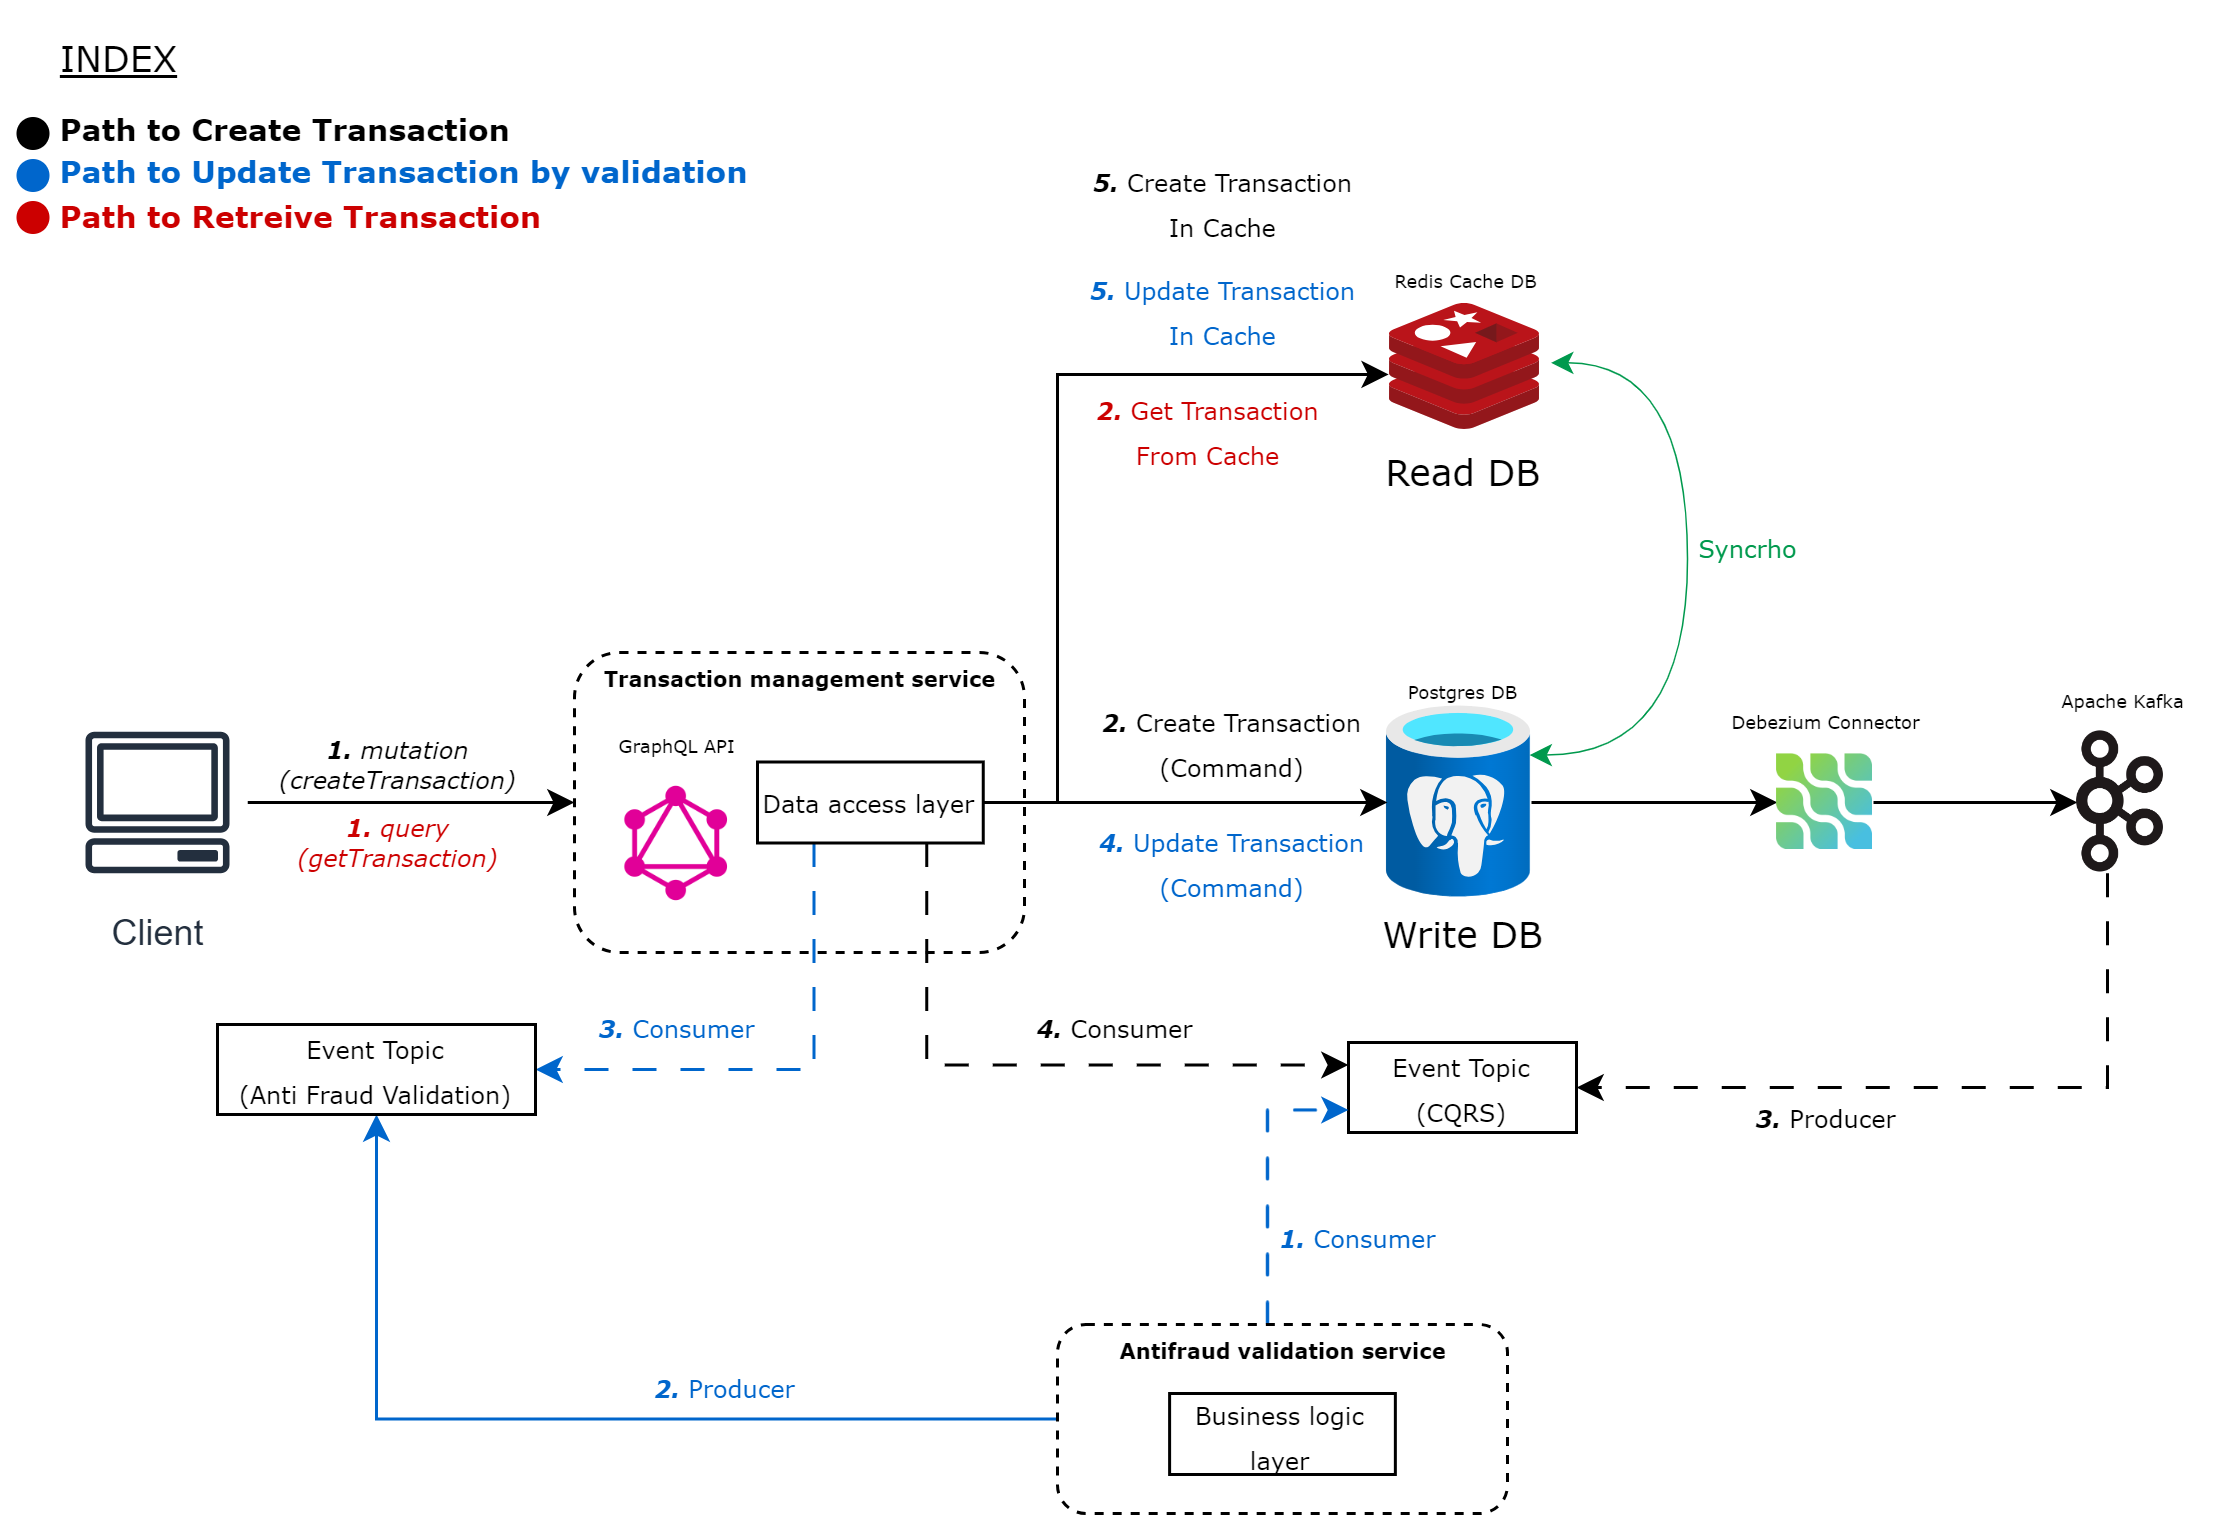 INDEX
Path to Create Transaction
Path to Update Transaction by validation
Path to Retreive Transaction
5. Create Transaction
In Cache
5. Update Transaction
In Cache
Redis Cache DB
2. Get Transaction
From Cache
Read DB
Syncrho
Transaction management service
GraphQL API
Data access layer
1. mutation
(createTransaction)
1. query
(getTransaction)
Client
2. Create Transaction
(Command)
4. Update Transaction
(Command)
Postgres DB
Write DB
Debezium Connector
Apache Kafka
3. Consumer
Event Topic
(Anti Fraud Validation)
4. Consumer
Event Topic
(CQRS)
3. Producer
1. Consumer
2. Producer
Antifraud validation service
Business logic
layer